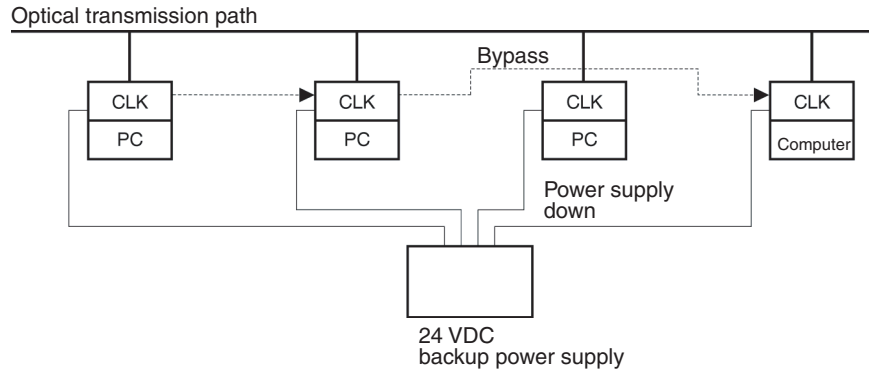 Optical transmission path
Bypass
CLK
CLK
CLK
CLK
PC
PC
PC
Computer
Power supply
down
24 VDC
backup power supply